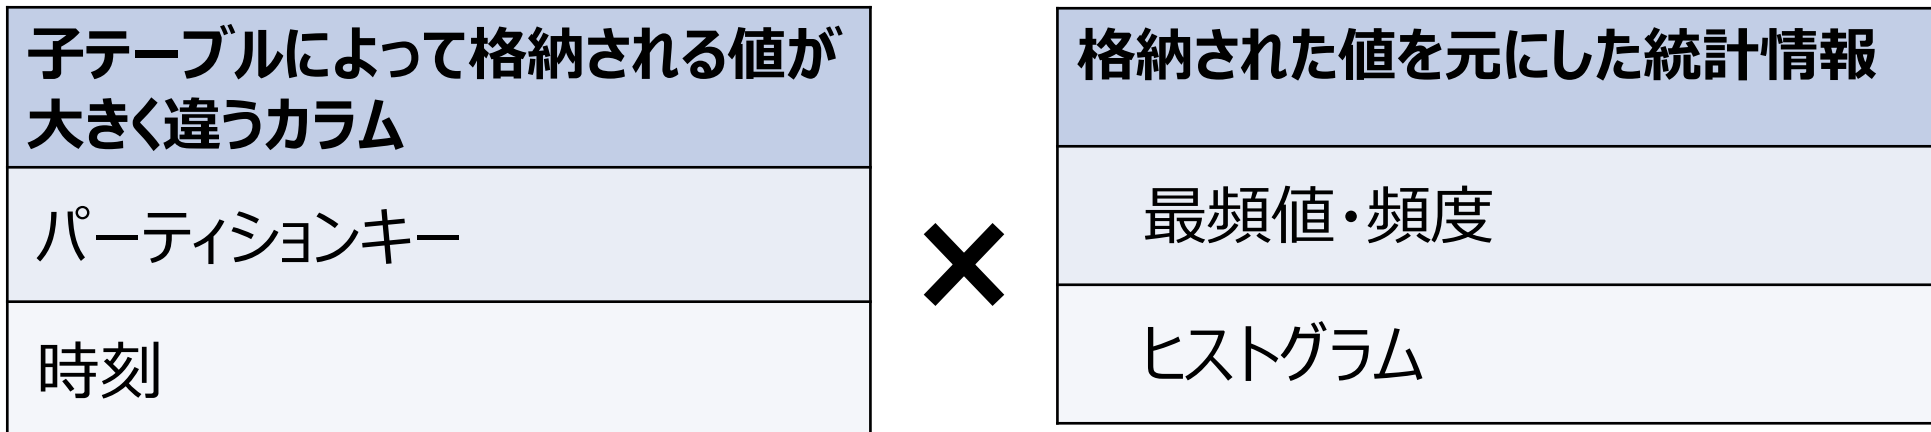 子テーブルによって格納される値が
大きく違うカラム
パーティションキー
時刻
×
格納された値を元にした統計情報
最頻値・頻度
ヒストグラム